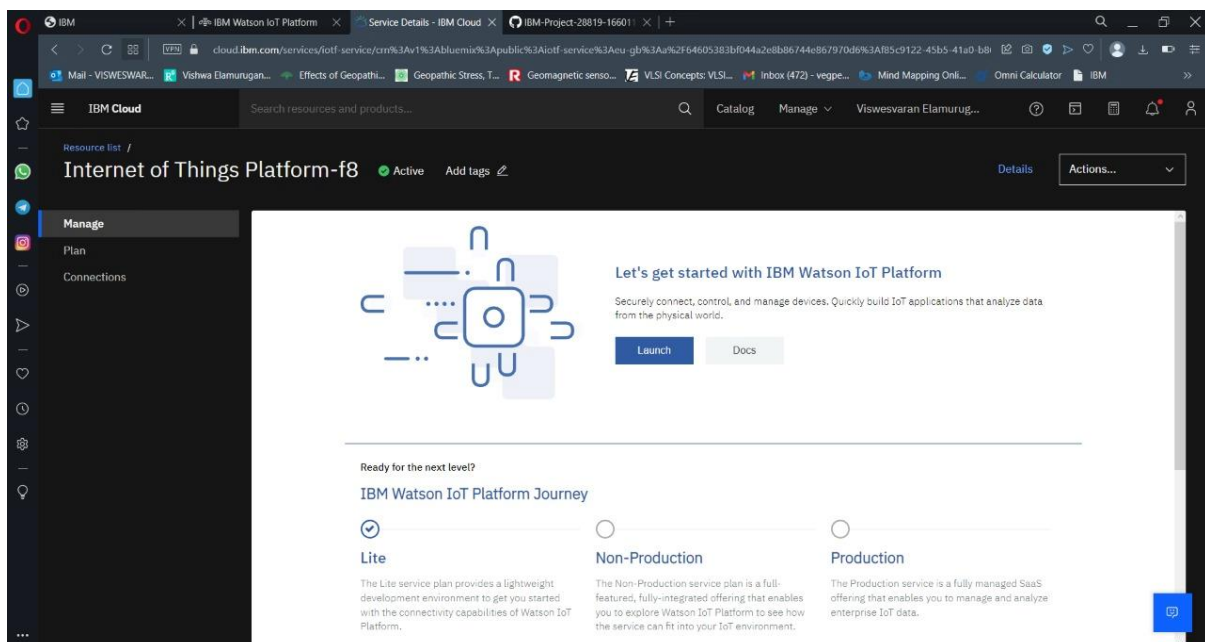 IBM
IBM Watson IoT Platform
Service Details - IBM Cloud
IBM-Project-28819-16601
VPN
cloud.ibm.com/services/iotf-service/crn%3Av1%3Abluemix%3Apublic%3Aiotf-service%3Aeu-gb%3Aa%2F64605383bf044a2e8b86744e867970d6%3Af85c9122-45b5-41a0-b8
Mail - VISWESWAR...
Vishwa Elamurugan...
Effects of Geopathi...
Geopathic Stress, T...
Geomagnetic senso...
VLSI Concepts: VLSI...
Inbox (472) - vegpe...
Mind Mapping Onli...
Omni Calculator
IBM
IBM Cloud
Search resources and products...
Catalog
Manage
Viswesvaran Elamurug...
Resource list /
Internet of Things Platform-f8
Active
Add tags
Details
Actions...
Manage
Plan
Connections
Let's get started with IBM Watson IoT Platform
Securely connect, control, and manage devices. Quickly build IoT applications that analyze data
from the physical world.
Launch
Docs
Ready for the next level?
IBM Watson IoT Platform Journey
Lite
The Lite service plan provides a lightweight
development environment to get you started
with the connectivity capabilities of Watson IoT
Platform.
Non-Production
The Non-Production service plan is a full-
featured, fully-integrated offering that enables
you to explore Watson IoT Platform to see how
the service can fit into your IoT environment.
Production
The Production service is a fully managed SaaS
offering that enables you to manage and analyze
enterprise IoT data.